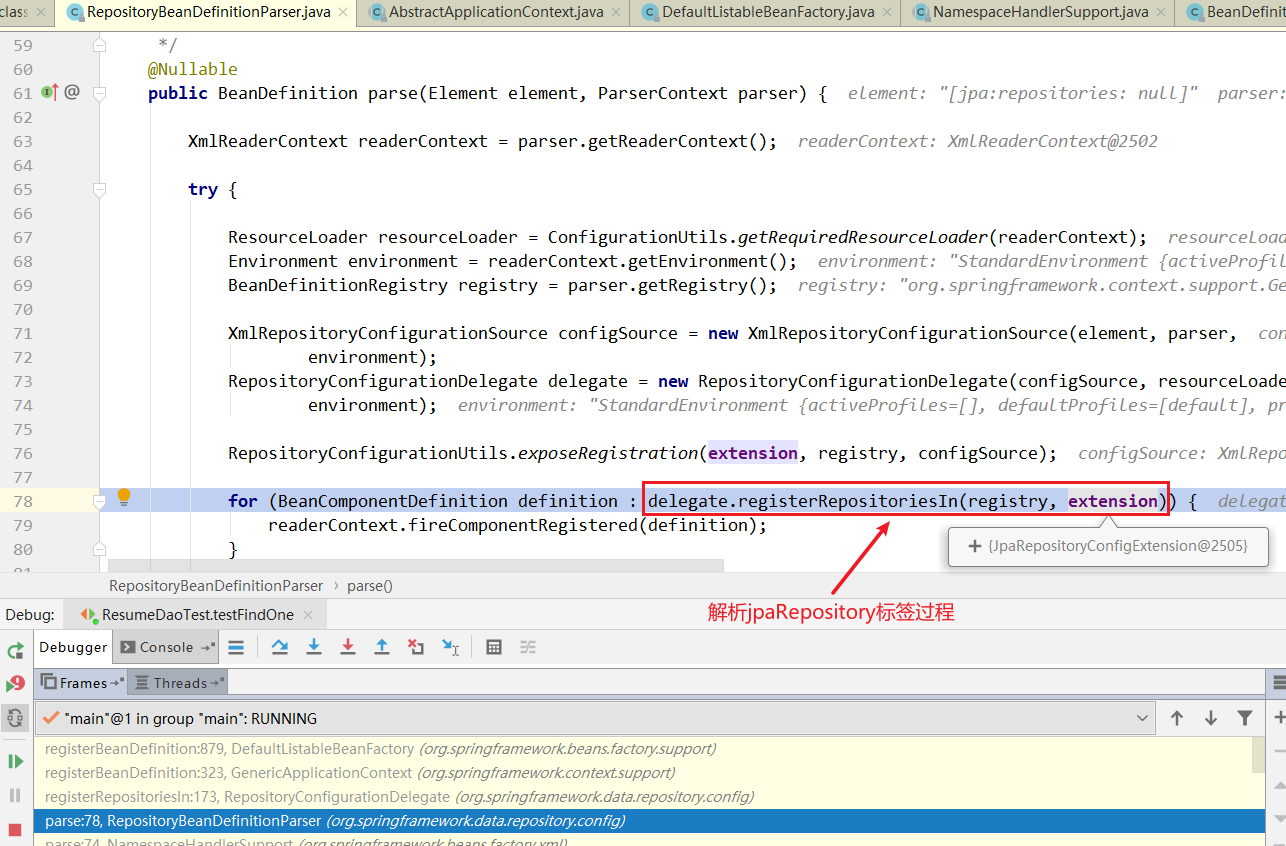 class RepositoryBeanDefinitionParser.java AbstractApplicationContext.java DefaultListableBeanFactory.java NamespaceHandlerSupport.java BeanDefinit
59 */
60 @Nullable
61 @ public BeanDefinition parse(Element element, ParserContext parser) { element: "[jpa:repositories: null]" parser:
62
63 XmlReaderContext readerContext = parser.getReaderContext(); readerContext: XmlReaderContext@2502
64
65 try {
66
67 ResourceLoader resourceLoader = ConfigurationUtils.getRequiredResourceLoader(readerContext); resourceLoad
68 Environment environment = readerContext.getEnvironment(); environment: "StandardEnvironment {activeProfil
69 BeanDefinitionRegistry registry = parser.getRegistry(); registry: "org.springframework.context.support.Ge
70
71 XmlRepositoryConfigurationSource configSource = new XmlRepositoryConfigurationSource(element, parser, con
72 environment);
73 RepositoryConfigurationDelegate delegate = new RepositoryConfigurationDelegate(configSource, resourceLoade
74 environment); environment: "StandardEnvironment {activeProfiles=[], defaultProfiles=[default], pr
75
76 RepositoryConfigurationUtils.exposeRegistration(extension, registry, configSource); configSource: XmlRepo
77
78 for (BeanComponentDefinition definition : delegate.registerRepositoriesIn(registry, extension)) { delegat
79 readerContext.fireComponentRegistered(definition);
80 }
{JpaRepositoryConfigExtension@2505}
81
RepositoryBeanDefinitionParser › parse()
解析jpaRepository标签过程
Debug: ResumeDaoTest.testFindOne
Debugger Console
Frames Threads
"main"@1 in group "main": RUNNING
registerBeanDefinition:879, DefaultListableBeanFactory (org.springframework.beans.factory.support)
registerBeanDefinition:323, GenericApplicationContext (org.springframework.context.support)
registerRepositoriesIn:173, RepositoryConfigurationDelegate (org.springframework.data.repository.config)
parse:78, RepositoryBeanDefinitionParser (org.springframework.data.repository.config)
parse:74, NamespaceHandlerSupport (org.springframework.beans.factory.xml)